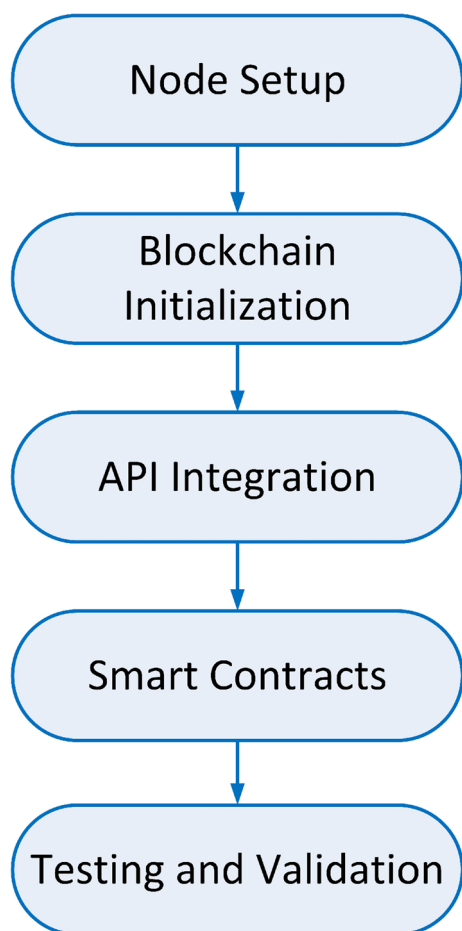 Node Setup
Blockchain
Initialization
API Integration
Smart Contracts
Testing and Validation